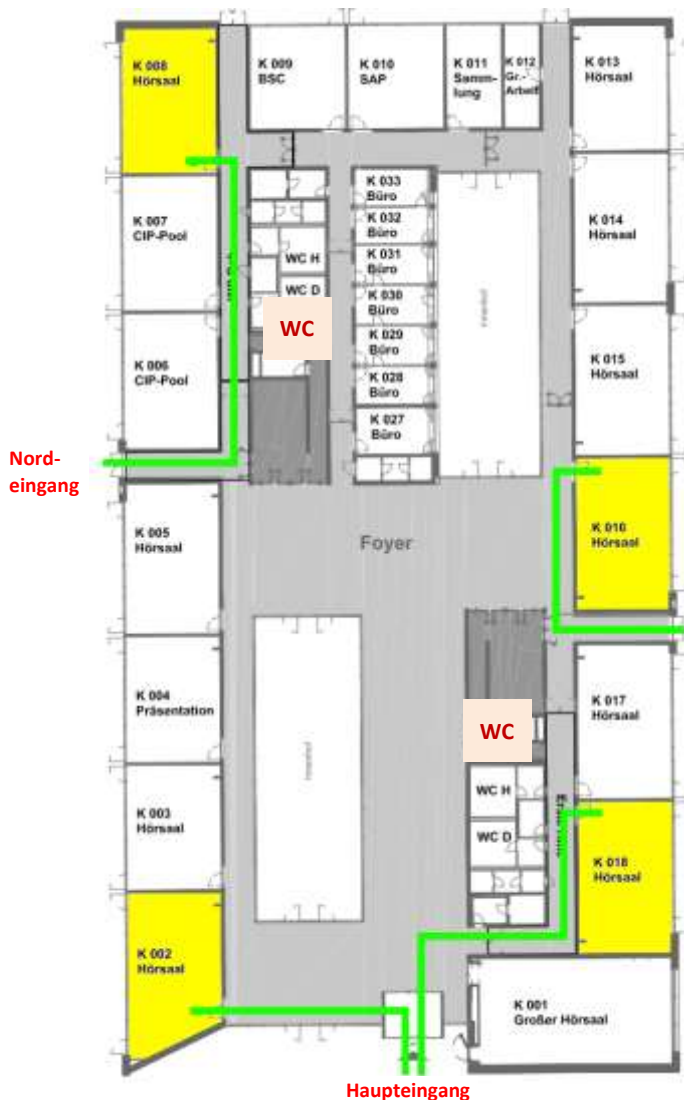 K 008
Hörsaal
K 009
BSC
K 010
SAP
K 011
Samm-
lung
K 012
Gr.-
Arbeit
K 013
Hörsaal
K 007
CIP-Pool
K 033
Büro
K 032
Büro
K 031
Büro
K 030
Büro
K 029
Büro
K 028
Büro
K 027
Büro
WC H
WC D
WC
K 014
Hörsaal
K 006
CIP-Pool
K 015
Hörsaal
Nord-
eingang
K 005
Hörsaal
Foyer
K 016
Hörsaal
K 004
Präsentation
K 017
Hörsaal
WC
K 003
Hörsaal
WC H
WC D
K 018
Hörsaal
K 002
Hörsaal
K 001
Großer Hörsaal
Haupteingang